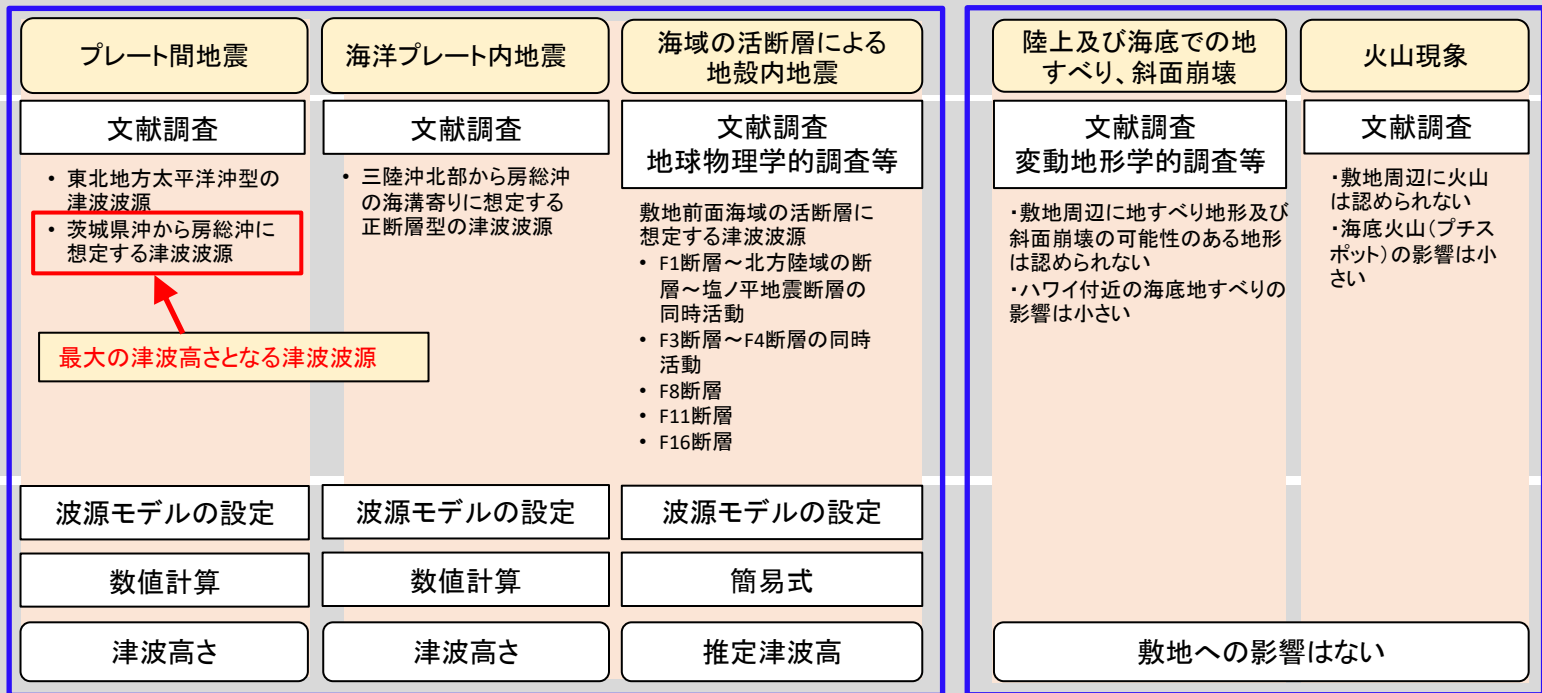 プレート間地震
文献調査
• 東北地方太平洋沖型の
津波波源
• 茨城県沖から房総沖に
想定する津波波源
最大の津波高さとなる津波波源
波源モデルの設定
数値計算
津波高さ
海洋プレート内地震
文献調査
• 三陸沖北部から房総沖
の海溝寄りに想定する
正断層型の津波波源
波源モデルの設定
数値計算
津波高さ
海域の活断層による
地殻内地震
文献調査
地球物理学的調査等
敷地前面海域の活断層に
想定する津波波源
• F1断層～北方陸域の断
層～塩ノ平地震断層の
同時活動
• F3断層～F4断層の同時
活動
• F8断層
• F11断層
• F16断層
波源モデルの設定
簡易式
推定津波高
陸上及び海底での地
すべり、斜面崩壊
文献調査
変動地形学的調査等
・敷地周辺に地すべり地形及び
斜面崩壊の可能性のある地形
は認められない
・ハワイ付近の海底地すべりの
影響は小さい
火山現象
文献調査
・敷地周辺に火山
は認められない
・海底火山(プチス
ポット)の影響は小
さい
敷地への影響はない